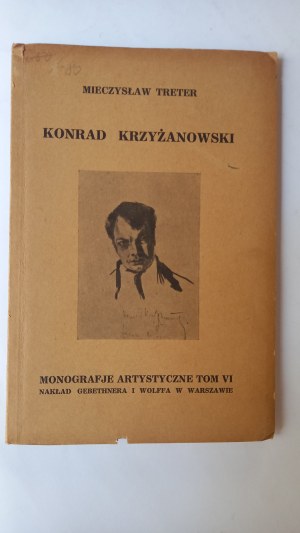 MIECZYSŁAW TRETER
KONRAD KRZYŻANOWSKI
MONOGRAFJE ARTYSTYCZNE TOM VI
NAKŁAD GEBETHNERA I WOLFFA W WARSZAWIE